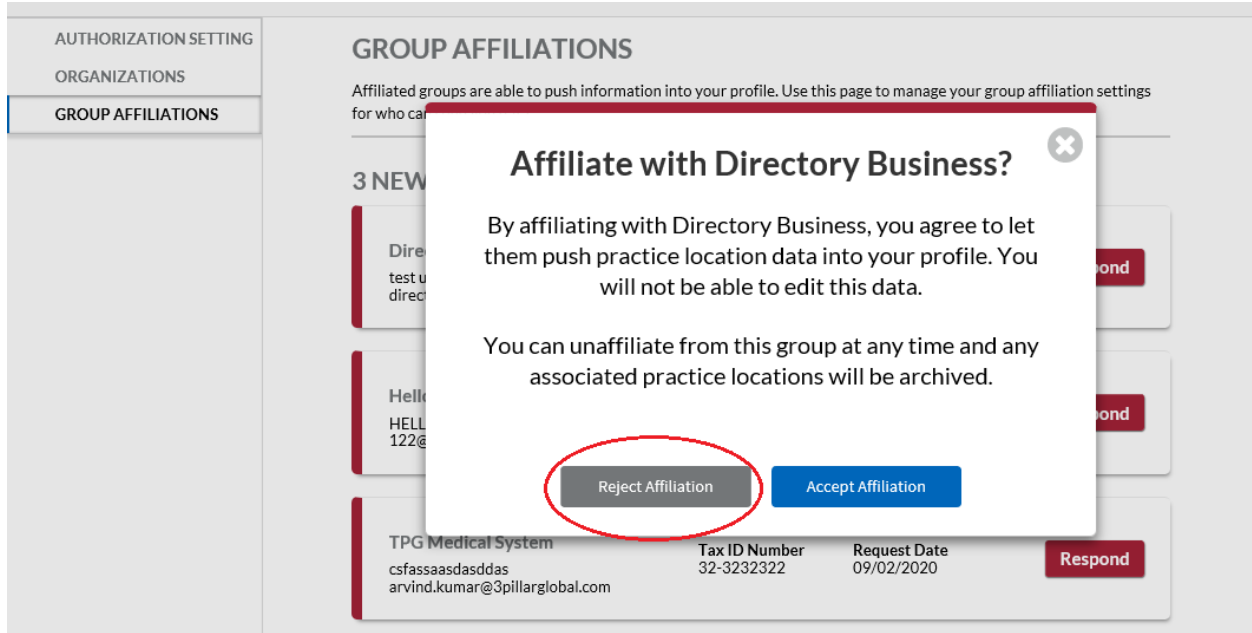 AUTHORIZATION SETTING
ORGANIZATIONS
GROUP AFFILIATIONS
GROUP AFFILIATIONS
Affiliated groups are able to push information into your profile. Use this page to manage your group affiliation settings
for who
3 NEW
Affiliate with Directory Business?
By affiliating with Directory Business, you agree to let
them push practice location data into your profile. You
will not be able to edit this data.
You can unaffiliate from this group at any time and any
associated practice locations will be archived.
Reject Affiliation
Accept Affiliation
test
HELL
122@
TPG Medical System
csfassaasdasddas
arvind.kumar@3pillarglobal.com
Tax ID Number
32-3232322
Request Date
09/02/2020
Respond